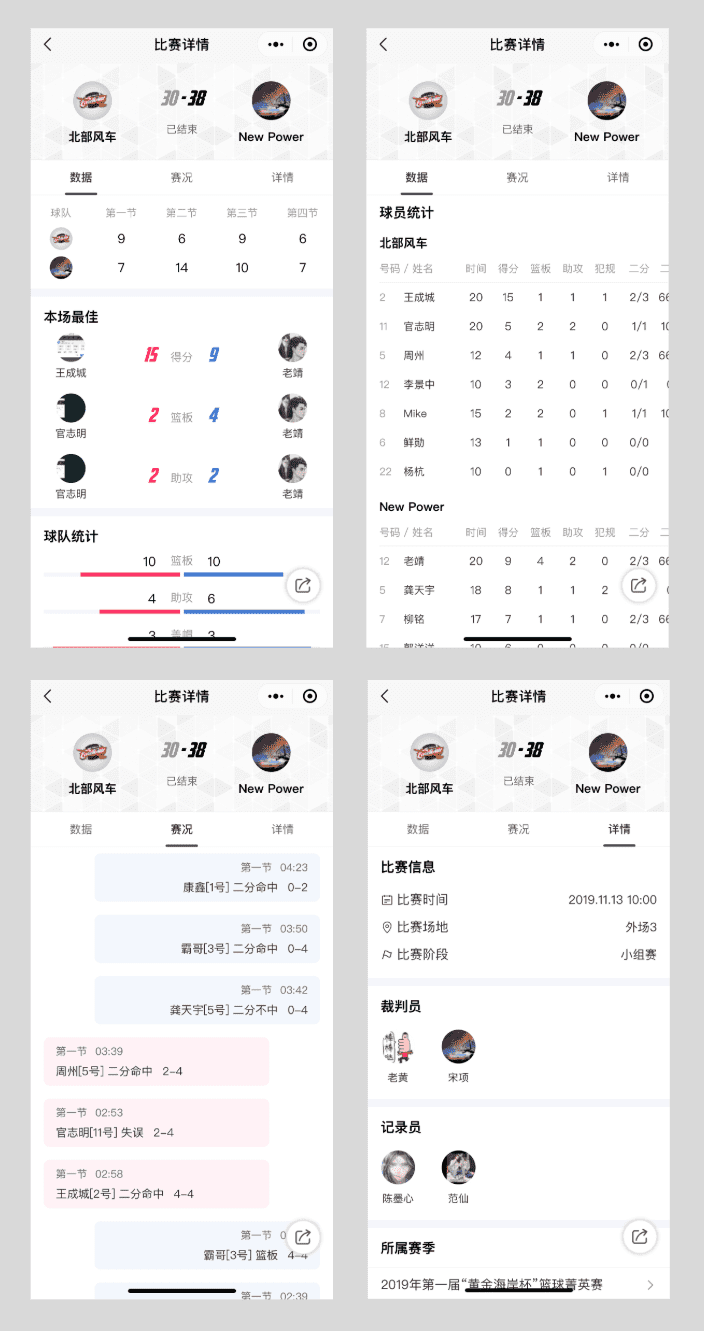 比赛详情
30-38
已结束
北部风车 New Power
数据 赛况 详情
球队 第一节 第二节 第三节 第四节
9 6 9 6
7 14 10 7
本场最佳
15 得分 9
王成城 老靖
2 篮板 4
官志明 老靖
2 助攻 2
官志明 老靖
球队统计
10 篮板 10
4 助攻 6
3 盖帽 3
比赛详情
30-38
已结束
北部风车 New Power
数据 赛况 详情
球员统计
北部风车
号码 / 姓名 时间 得分 篮板 助攻 犯规 二分 二
2 王成城 20 15 1 1 1 2/3 66
11 官志明 20 5 2 2 0 1/1 10
5 周州 12 4 1 1 0 2/3 66
12 李景中 10 3 2 0 0 0/1
8 Mike 15 2 2 0 1 1/1 10
6 鲜勋 13 1 1 0 0 0/0
22 杨杭 10 0 1 0 1 0/0
New Power
号码 / 姓名 时间 得分 篮板 助攻 犯规 二分 二
12 老靖 20 9 4 2 0 2/3 66
5 龚天宇 18 8 1 1 2
7 柳铭 17 7 1 1 0 2/3 66
比赛详情
30-38
已结束
北部风车 New Power
数据 赛况 详情
第一节 04:23
康鑫[1号] 二分命中 0-2
第一节 03:50
霸哥[3号] 二分命中 0-4
第一节 03:42
龚天宇[5号] 二分不中 0-4
第一节 03:39
周州[5号] 二分命中 2-4
第一节 02:53
官志明[11号] 失误 2-4
第一节 02:58
王成城[2号] 二分命中 4-4
第一节
霸哥[3号] 篮板 4-4
第一节 02:39
比赛详情
30-38
已结束
北部风车 New Power
数据 赛况 详情
比赛信息
比赛时间 2019.11.13 10:00
比赛场地 外场3
比赛阶段 小组赛
裁判员
老黄 宋项
记录员
陈墨心 范仙
所属赛季
2019年第一届“黄金海岸杯”篮球菁英赛